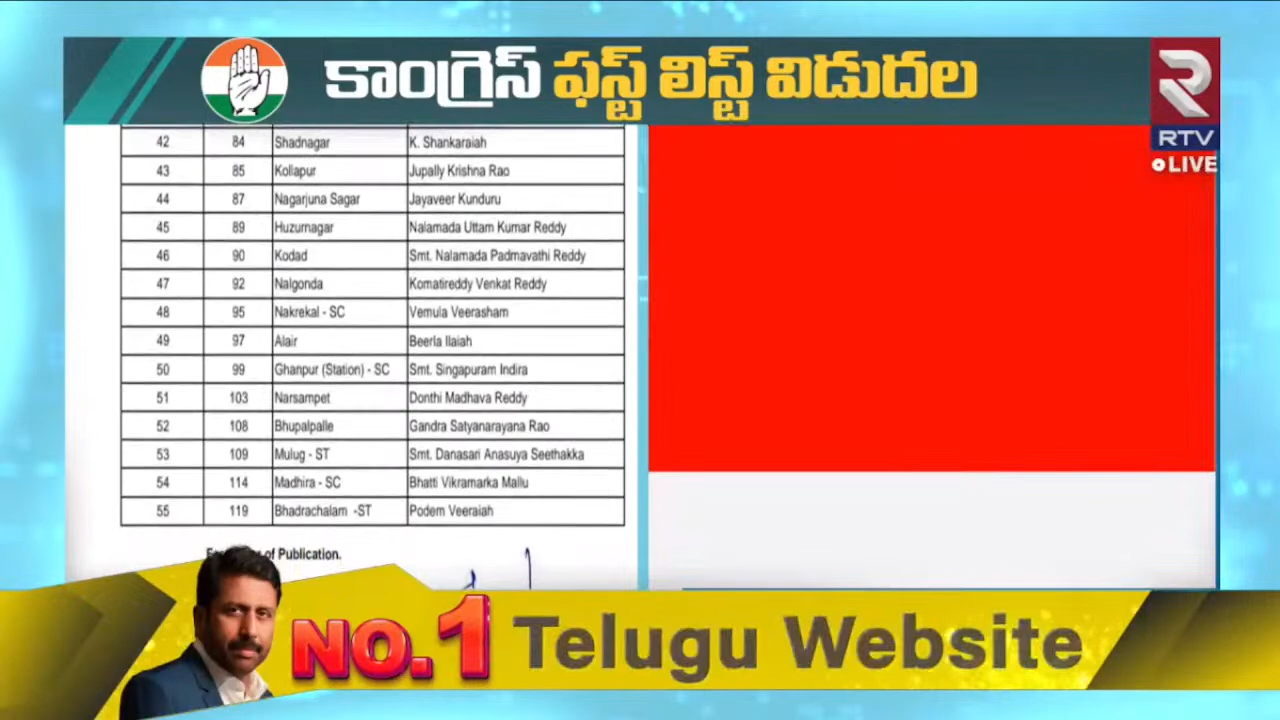 కాంగ్రెస్ ఫస్ట్ లిస్ట్ విడుదల
RTV
LIVE
42 84 Shadnagar K. Shankaraiah
43 85 Kollapur Jupally Krishna Rao
44 87 Nagarjuna Sagar Jayaveer Kunduru
45 89 Huzurnagar Nalamada Uttam Kumar Reddy
46 90 Kodad Smt. Nalamada Padmavathi Reddy
47 92 Nalgonda Komatireddy Venkat Reddy
48 95 Nakrekal - SC Vemula Veerasham
49 97 Alair Beerla Ilaiah
50 99 Ghanpur (Station) - SC Smt. Singapuram Indira
51 103 Narsampet Donthi Madhava Reddy
52 108 Bhupalpalle Gandra Satyanarayana Rao
53 109 Mulug - ST Smt. Danasari Anasuya Seethakka
54 114 Madhira - SC Bhatti Vikramarka Mallu
55 119 Bhadrachalam -ST Podem Veeraiah
of Publication.
NO.1 Telugu Website